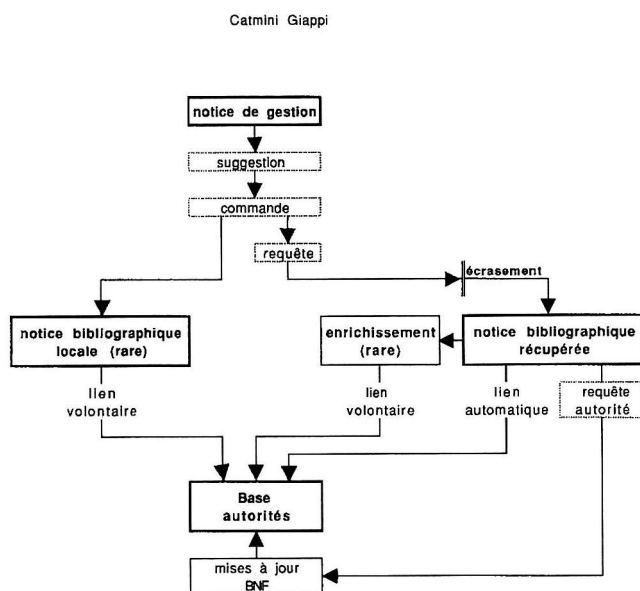 Catmini Giappi
notice de gestion
suggestion
commande
requête
écrasement
notice bibliographique
locale (rare)
enrichissement
(rare)
notice bibliographique
récupérée
lien
volontaire
lien
volontaire
lien
automatique
requête
autorité
Base
autorités
mises à jour
BNF